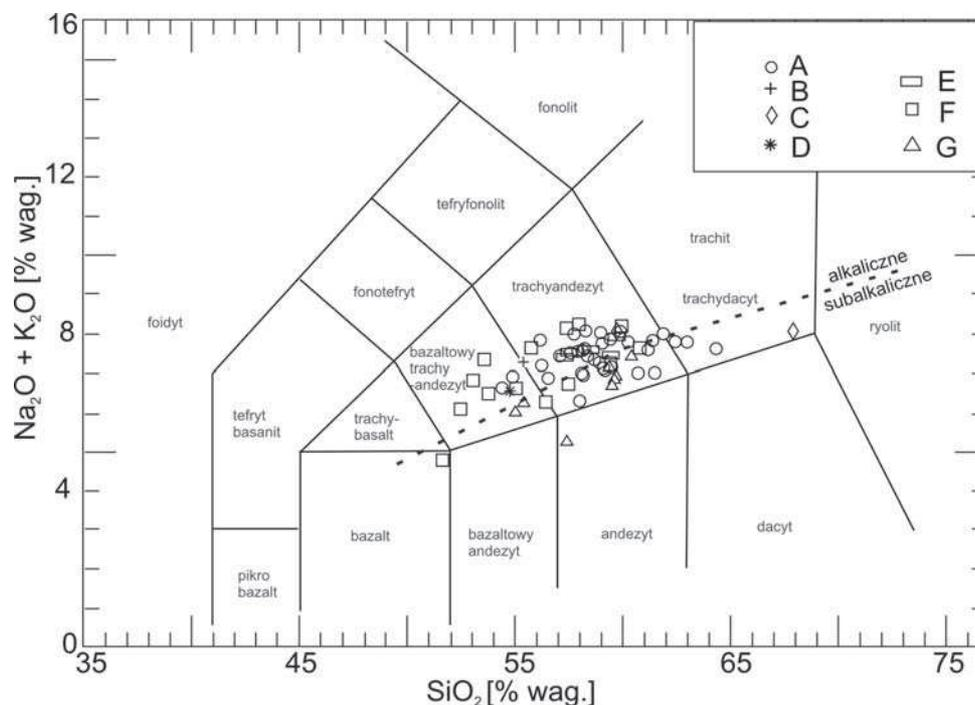 16
12
8
4
0
35
45
55
65
75
Na₂O + K₂O [% wag.]
SiO₂ [% wag.]
A
B
C
D
E
F
G
fonolit
tefryfonolit
trachit
fonotefryt
trachyandezyt
trachydacyt
alkaliczne
subalkaliczne
foidyt
ryolit
bazaltowy
trachy
-andezyt
tefryt
basanit
trachy-
basalt
bazalt
bazaltowy
andezyt
andezyt
dacyt
pikro
bazalt